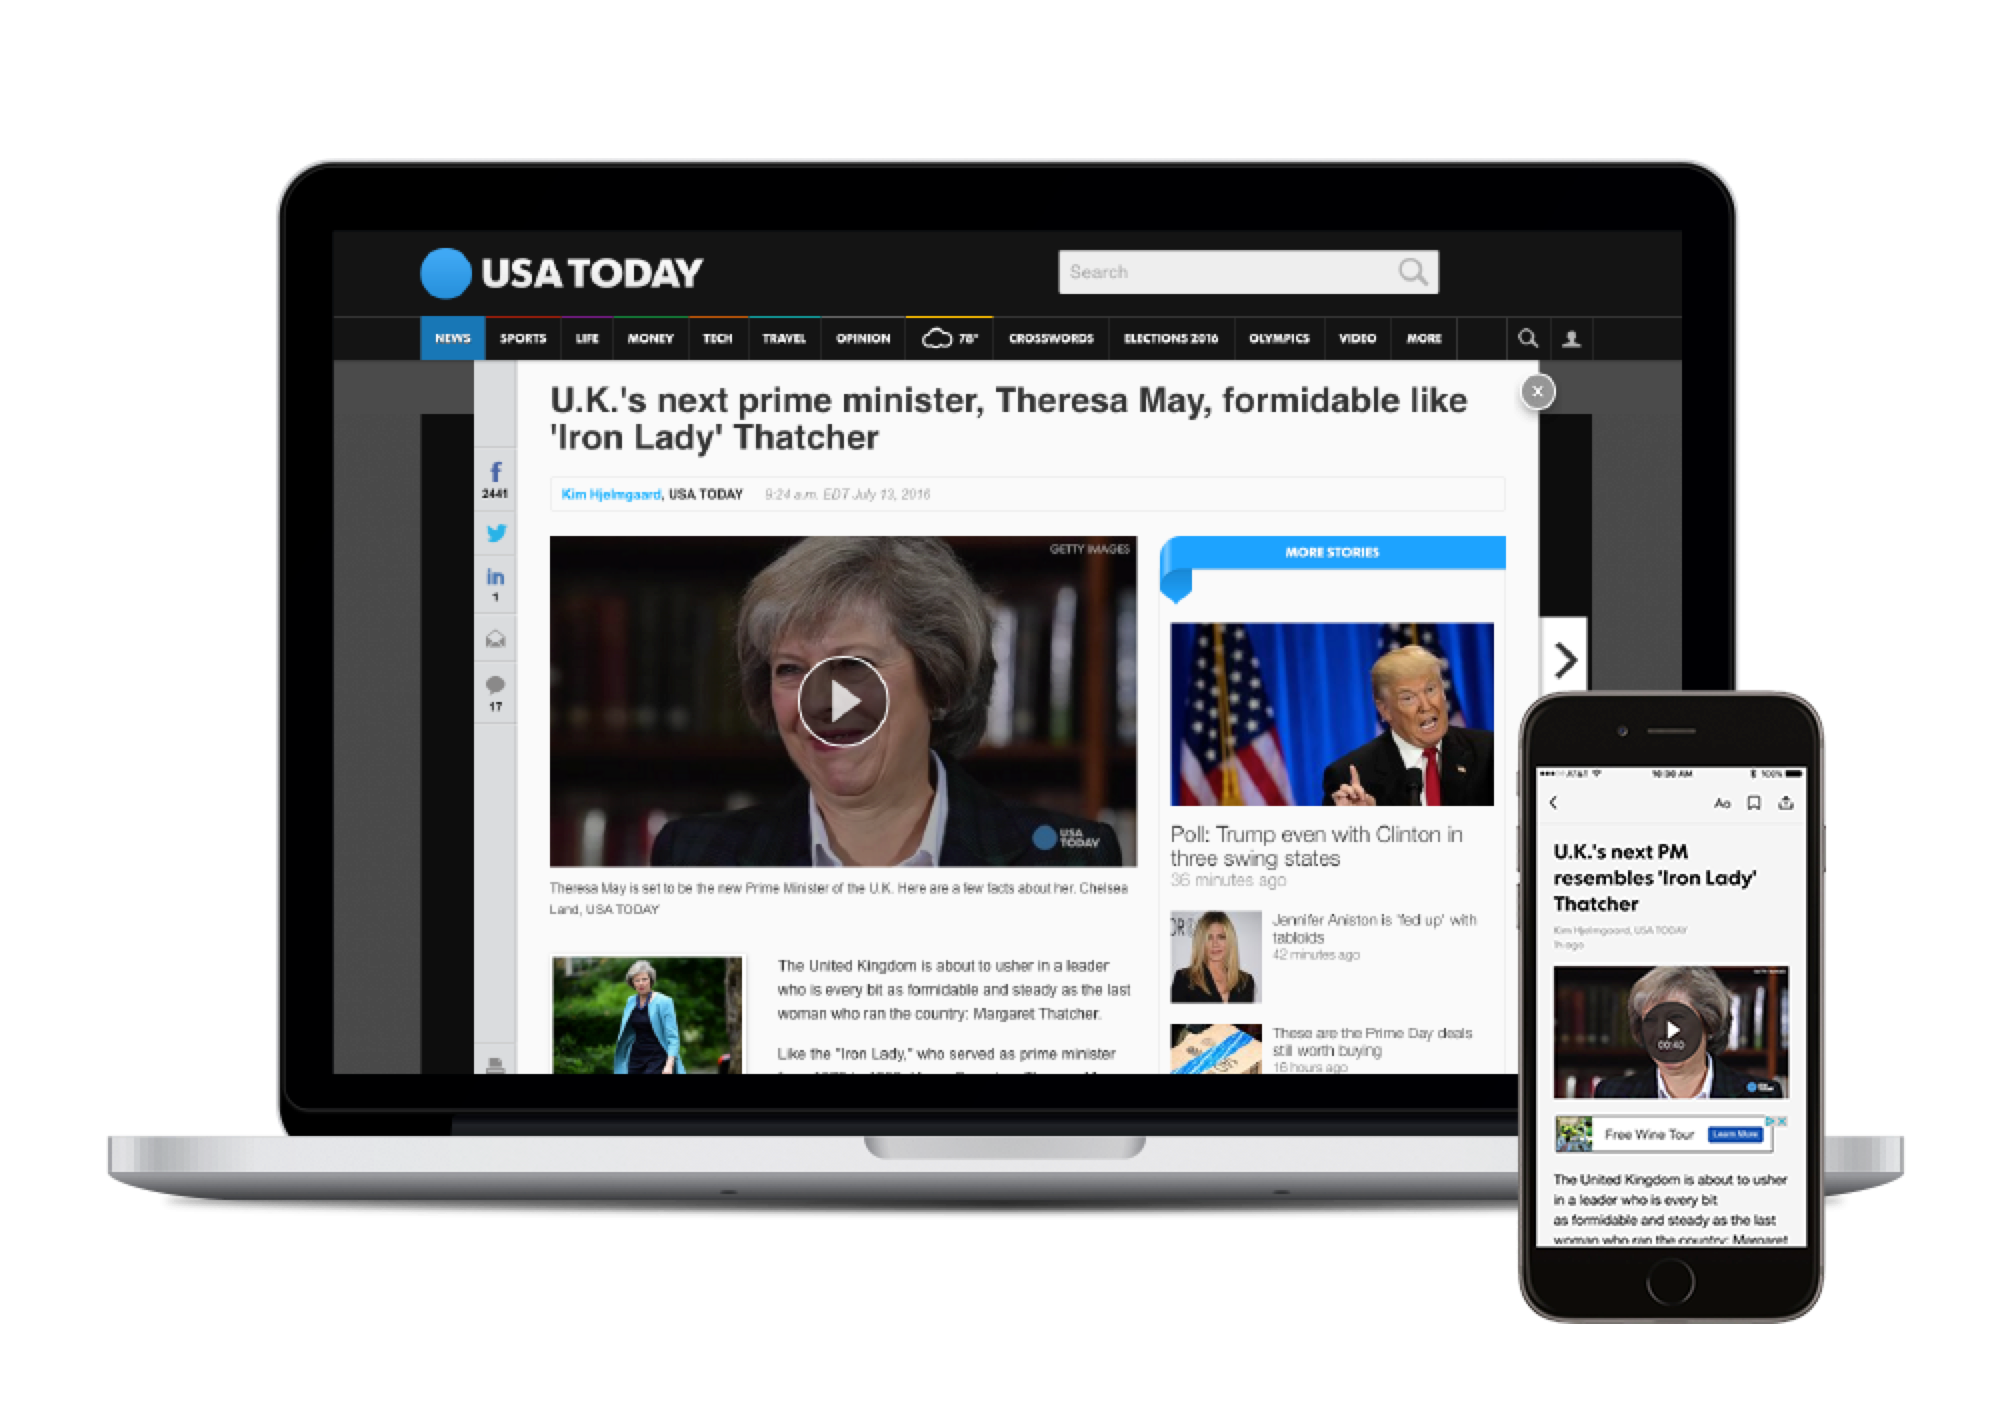 USA TODAY
Search
NEWS SPORTS LIFE MONEY TECH TRAVEL OPINION 78° CROSSWORDS ELECTIONS 2016 OLYMPICS VIDEO MORE
U.K.'s next prime minister, Theresa May, formidable like
'Iron Lady' Thatcher
Kim Hjelmgaard, USA TODAY 9:24 a.m. EDT July 13, 2016
f
2441
in
1
17
GETTY IMAGES
USA
TODAY
Theresa May is set to be the new Prime Minister of the U.K. Here are a few facts about her. Chelsea
Land, USA TODAY
The United Kingdom is about to usher in a leader
who is every bit as formidable and steady as the last
woman who ran the country: Margaret Thatcher.
Like the "Iron Lady," who served as prime minister
MORE STORIES
Poll: Trump even with Clinton in
three swing states
36 minutes ago
Jennifer Aniston is 'fed up' with
tabloids
42 minutes ago
These are the Prime Day deals
still worth buying
16 hours ago
AT&T 10:30 AM 100%
Aa
U.K.'s next PM
resembles 'Iron Lady'
Thatcher
Kim Hjelmgaard, USA TODAY
1h ago
00:40
Free Wine Tour Learn More
The United Kingdom is about to usher
in a leader who is every bit
as formidable and steady as the last
woman who ran the country: Margaret